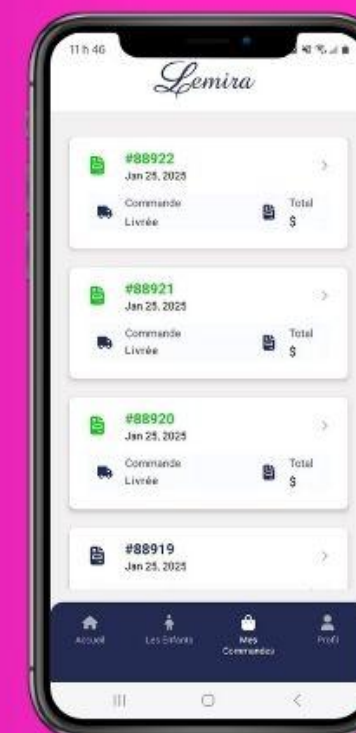 11 h 46
Lemira
#88922
Jan 25, 2025
Commande
Livrée
Total
$
#88921
Jan 25, 2025
Commande
Livrée
Total
$
#88920
Jan 25, 2025
Commande
Livrée
Total
$
#88919
Jan 25, 2025
Accueil
Les Enfants
Mes
Commandes
Profil